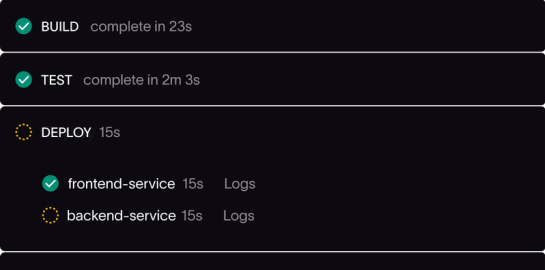 BUILD complete in 23s
TEST complete in 2m 3s
DEPLOY 15s
frontend-service 15s Logs
backend-service 15s Logs